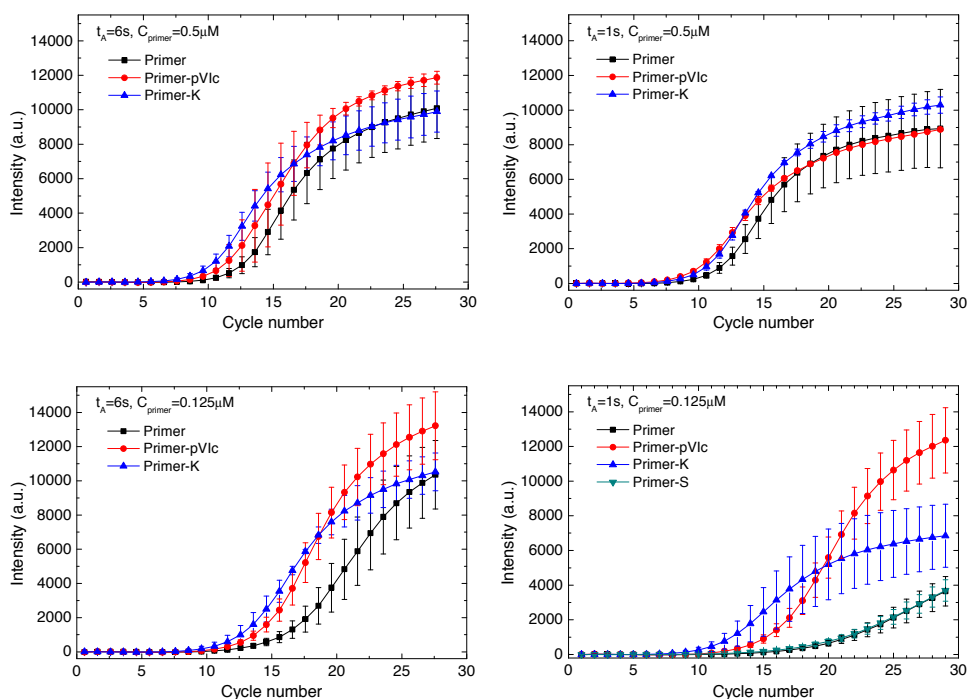 t_A=6s, C_primer=0.5μM
Primer
Primer-pVIc
Primer-K
Intensity (a.u.)
14000
12000
10000
8000
6000
4000
2000
0
0 5 10 15 20 25 30
Cycle number
t_A=1s, C_primer=0.5μM
Primer
Primer-pVIc
Primer-K
Intensity (a.u.)
14000
12000
10000
8000
6000
4000
2000
0
0 5 10 15 20 25 30
Cycle number
t_A=6s, C_primer=0.125μM
Primer
Primer-pVIc
Primer-K
Intensity (a.u.)
14000
12000
10000
8000
6000
4000
2000
0
0 5 10 15 20 25 30
Cycle number
t_A=1s, C_primer=0.125μM
Primer
Primer-pVIc
Primer-K
Primer-S
Intensity (a.u.)
14000
12000
10000
8000
6000
4000
2000
0
0 5 10 15 20 25 30
Cycle number